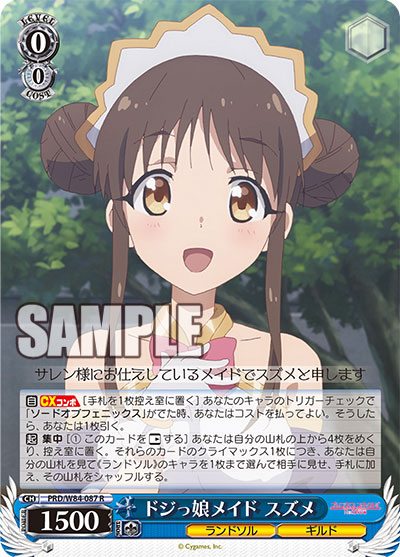 LEVEL
0
0
COST
SAMPLE
サレン様にお仕えしているメイドでスズメと申します
自 CXコンボ [手札を1枚控え室に置く] あなたのキャラのトリガーチェックで
「ソードオブフェニックス」がでた時、あなたはコストを払ってよい。そうした
ら、あなたは1枚引く。
起 集中 [① このカードを する] あなたは自分の山札の上から4枚をめく
り、控え室に置く。それらのカードのクライマックス1枚につき、あなたは自分
の山札を見て《ランドソル》のキャラを1枚まで選んで相手に見せ、手札に加
え、その山札をシャッフルする。
PRD/W84-087 R
POWER
1500
ドジっ娘メイド スズメ
ランドソル
ギルド
© Cygames, Inc.